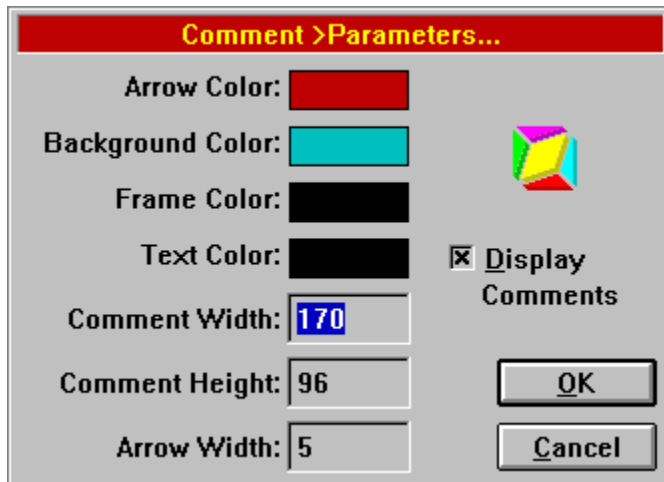 Comment >Parameters...
Arrow Color:
Background Color:
Frame Color:
Text Color:
Display
Comments
Comment Width: 170
Comment Height: 96
OK
Arrow Width: 5
Cancel